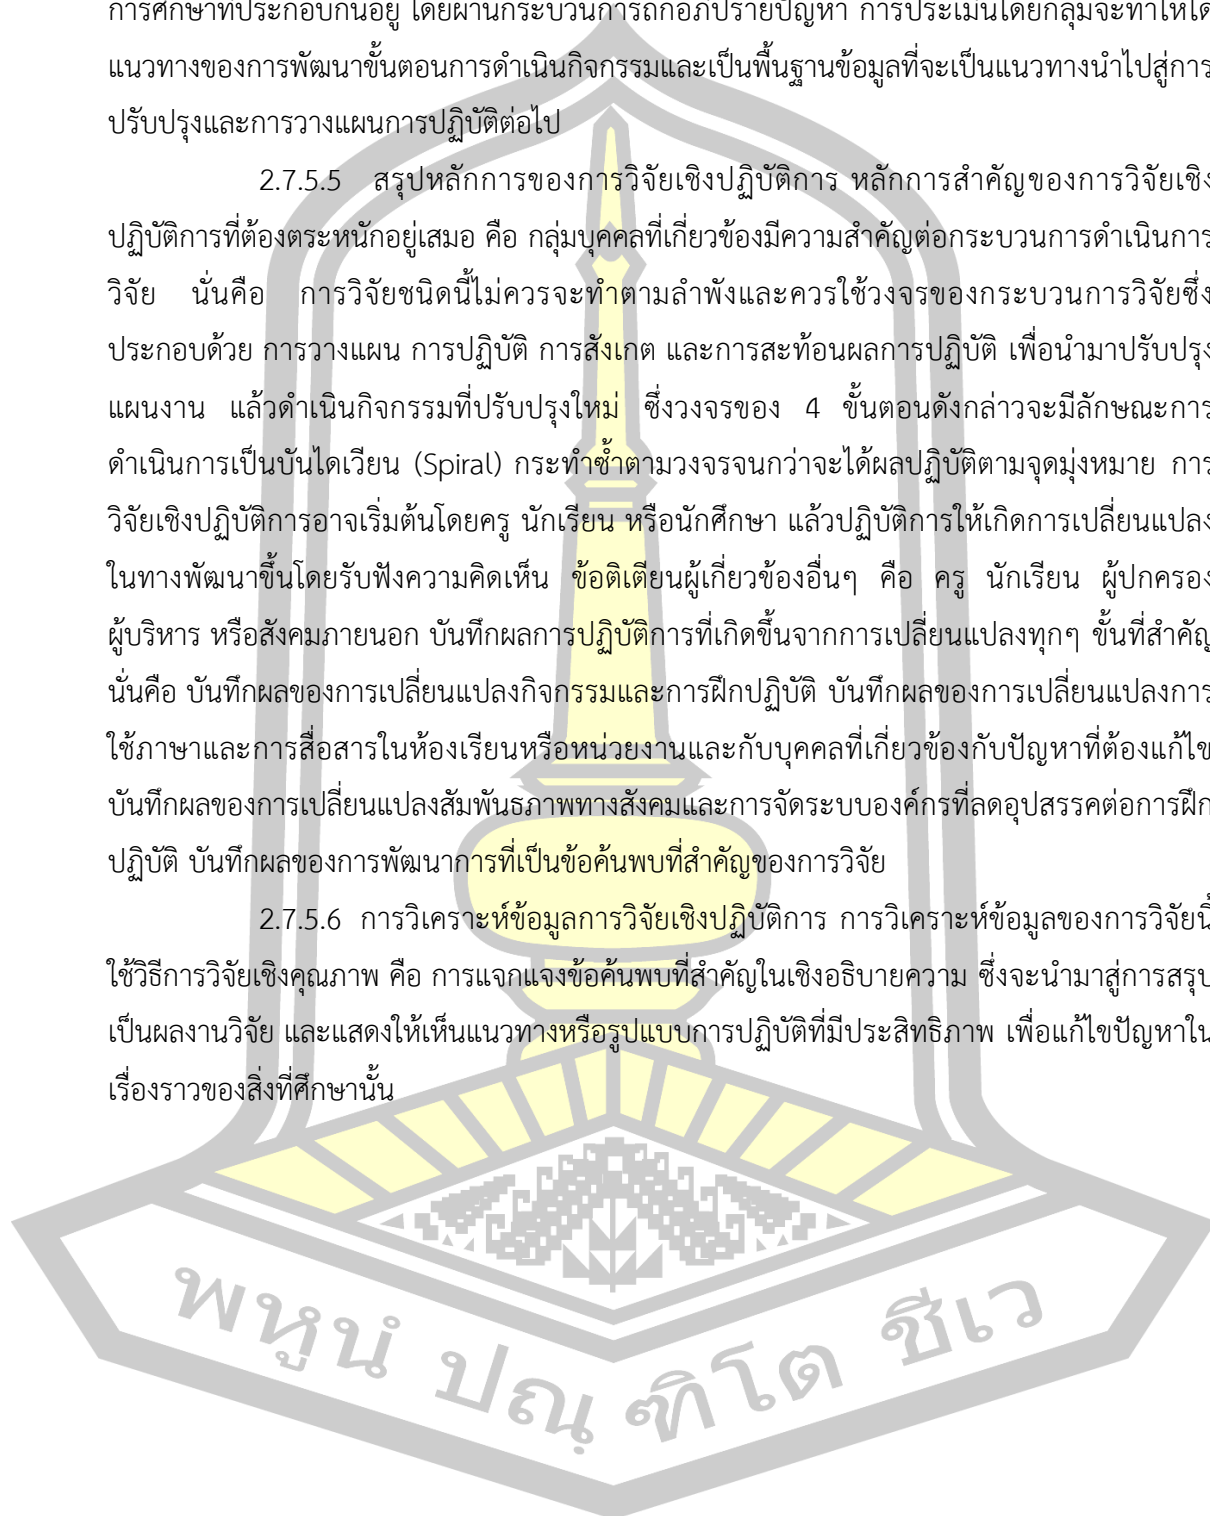 การศึกษาที่ประกอบกันอยู่ โดยผ่านกระบวนการถกอภิปรายปัญหา การประเมินโดยกลุ่มจะทำให้ได้
แนวทางของการพัฒนาขั้นตอนการดำเนินกิจกรรมและเป็นพื้นฐานข้อมูลที่จะเป็นแนวทางนำไปสู่การ
ปรับปรุงและการวางแผนการปฏิบัติต่อไป
2.7.5.5 สรุปหลักการของการวิจัยเชิงปฏิบัติการ หลักการสำคัญของการวิจัยเชิง
ปฏิบัติการที่ต้องตระหนักอยู่เสมอ คือ กลุ่มบุคคลที่เกี่ยวข้องมีความสำคัญต่อกระบวนการดำเนินการ
วิจัย นั่นคือ การวิจัยชนิดนี้ไม่ควรจะทำตามลำพังและควรใช้วงจรของกระบวนการวิจัยซึ่ง
ประกอบด้วย การวางแผน การปฏิบัติ การสังเกต และการสะท้อนผลการปฏิบัติ เพื่อนำมาปรับปรุง
แผนงาน แล้วดำเนินกิจกรรมที่ปรับปรุงใหม่ ซึ่งวงจรของ 4 ขั้นตอนดังกล่าวจะมีลักษณะการ
ดำเนินการเป็นบันไดเวียน (Spiral) กระทำซ้ำตามวงจรจนกว่าจะได้ผลปฏิบัติตามจุดมุ่งหมาย การ
วิจัยเชิงปฏิบัติการอาจเริ่มต้นโดยครู นักเรียน หรือนักศึกษา แล้วปฏิบัติการให้เกิดการเปลี่ยนแปลง
ในทางพัฒนาขึ้นโดยรับฟังความคิดเห็น ข้อติเตียนผู้เกี่ยวข้องอื่นๆ คือ ครู นักเรียน ผู้ปกครอง
ผู้บริหาร หรือสังคมภายนอก บันทึกผลการปฏิบัติการที่เกิดขึ้นจากการเปลี่ยนแปลงทุกๆ ขั้นที่สำคัญ
นั่นคือ บันทึกผลของการเปลี่ยนแปลงกิจกรรมและการฝึกปฏิบัติ บันทึกผลของการเปลี่ยนแปลงการ
ใช้ภาษาและการสื่อสารในห้องเรียนหรือหน่วยงานและกับบุคคลที่เกี่ยวข้องกับปัญหาที่ต้องแก้ไข
บันทึกผลของการเปลี่ยนแปลงสัมพันธภาพทางสังคมและการจัดระบบองค์กรที่ลดอุปสรรคต่อการฝึก
ปฏิบัติ บันทึกผลของการพัฒนาการที่เป็นข้อค้นพบที่สำคัญของการวิจัย
2.7.5.6 การวิเคราะห์ข้อมูลการวิจัยเชิงปฏิบัติการ การวิเคราะห์ข้อมูลของการวิจัยนี้
ใช้วิธีการวิจัยเชิงคุณภาพ คือ การแจกแจงข้อค้นพบที่สำคัญในเชิงอธิบายความ ซึ่งจะนำมาสู่การสรุป
เป็นผลงานวิจัย และแสดงให้เห็นแนวทางหรือรูปแบบการปฏิบัติที่มีประสิทธิภาพ เพื่อแก้ไขปัญหาใน
เรื่องราวของสิ่งที่ศึกษานั้น
พหูนํ ปณฺฑิโต ชีเว